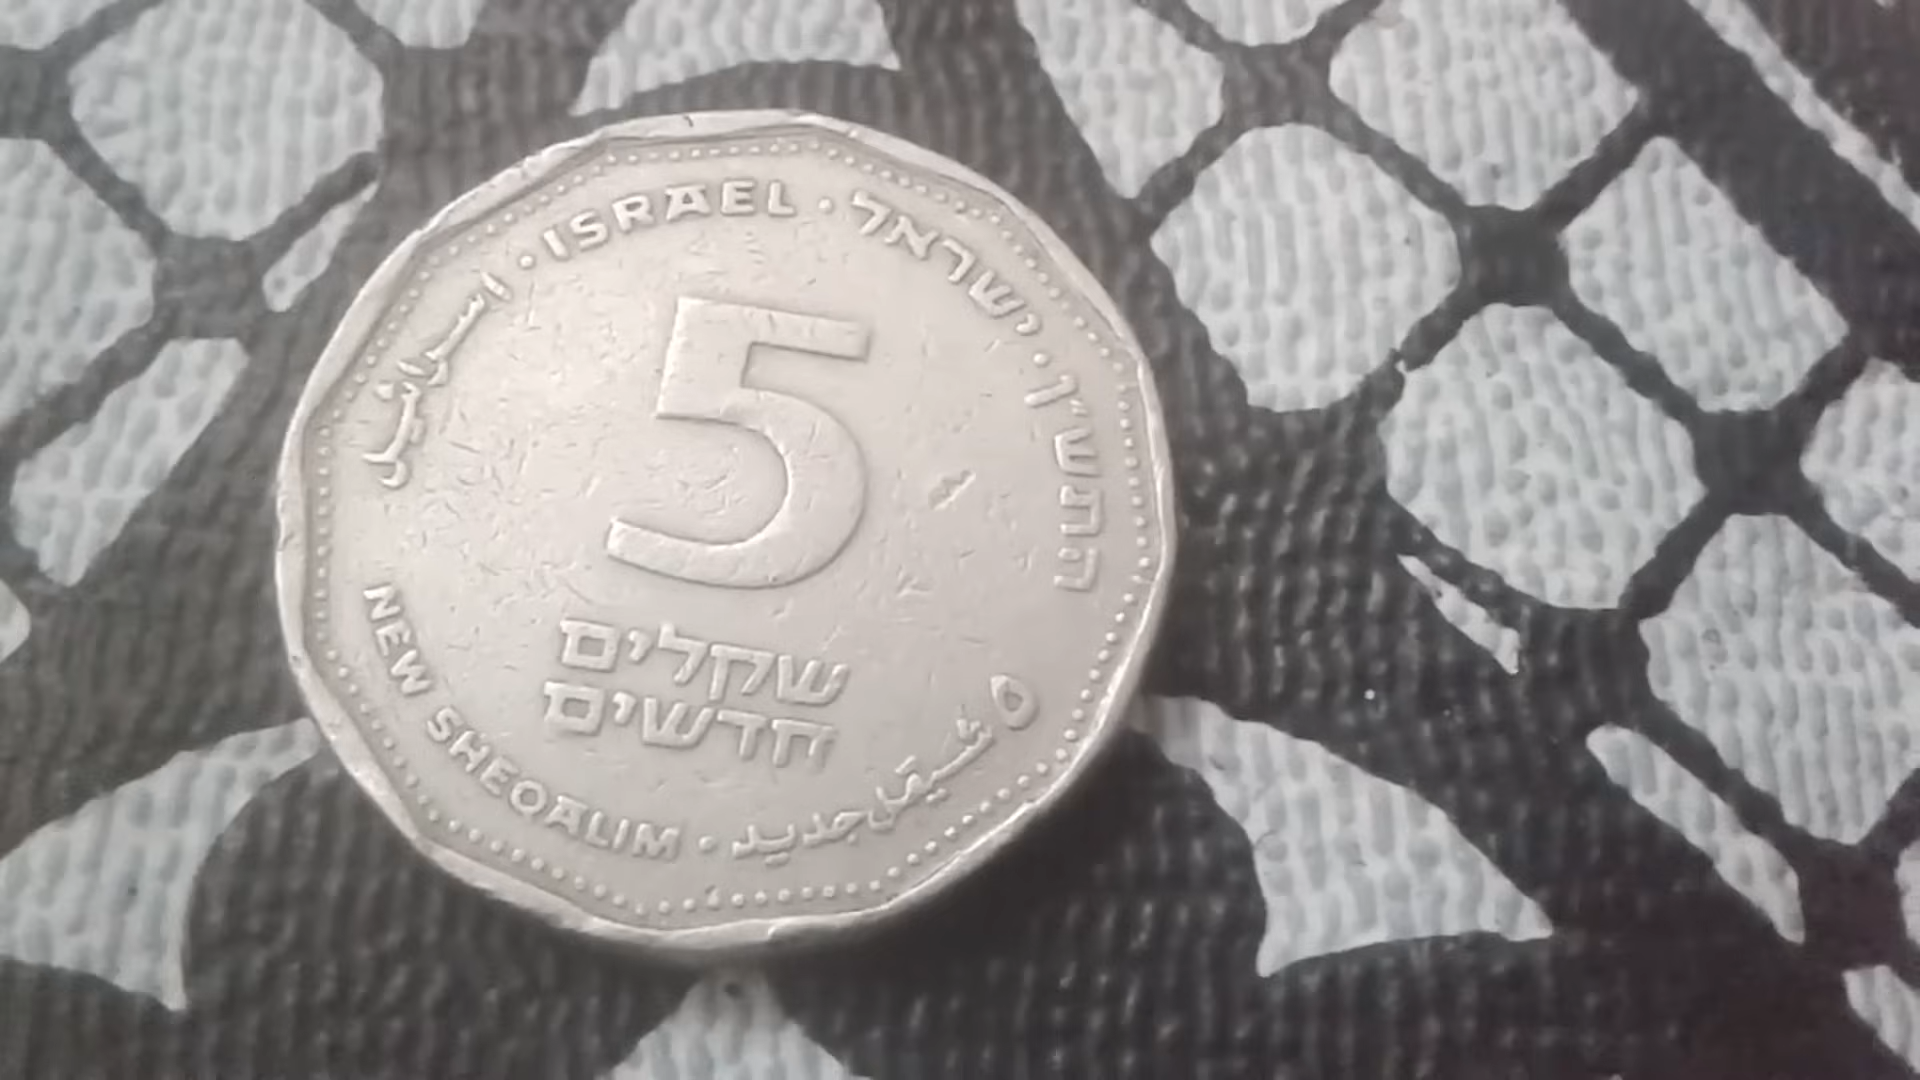 اسرائيل · ISRAEL · ישראל · התש״ן
5
שקלים
חדשים
NEW SHEQALIM · ٥ شيقل جديد